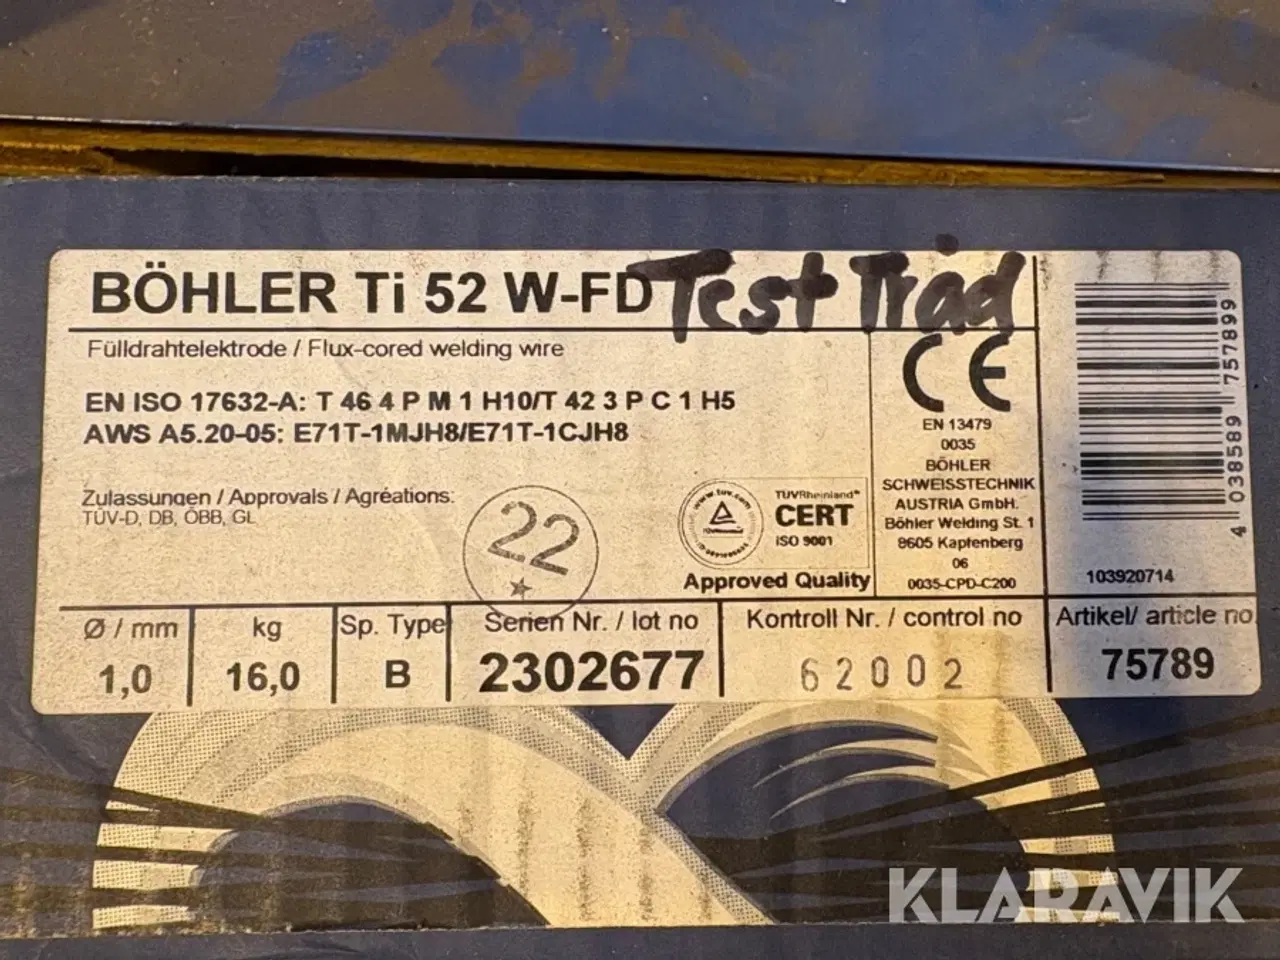 BÖHLER Ti 52 W-FD Test Tråd
Fülldrahtelektrode / Flux-cored welding wire
EN ISO 17632-A: T 46 4 P M 1 H10/T 42 3 P C 1 H5
AWS A5.20-05: E71T-1MJH8/E71T-1CJH8
Zulassungen / Approvals / Agréations:
TÜV-D, DB, ÖBB, GL
22
www.tuv.com
TÜVRheinland®
CERT
ISO 9001
Approved Quality
CE
EN 13479
0035
BÖHLER
SCHWEISSTECHNIK
AUSTRIA GmbH.
Böhler Welding St. 1
8605 Kapfenberg
06
0035-CPD-C200
4 038589 757899
103920714
Ø / mm
1,0
kg
16,0
Sp. Type
B
Serien Nr. / lot no
2302677
Kontroll Nr. / control no
62002
Artikel/ article no
75789
KLARAVIK